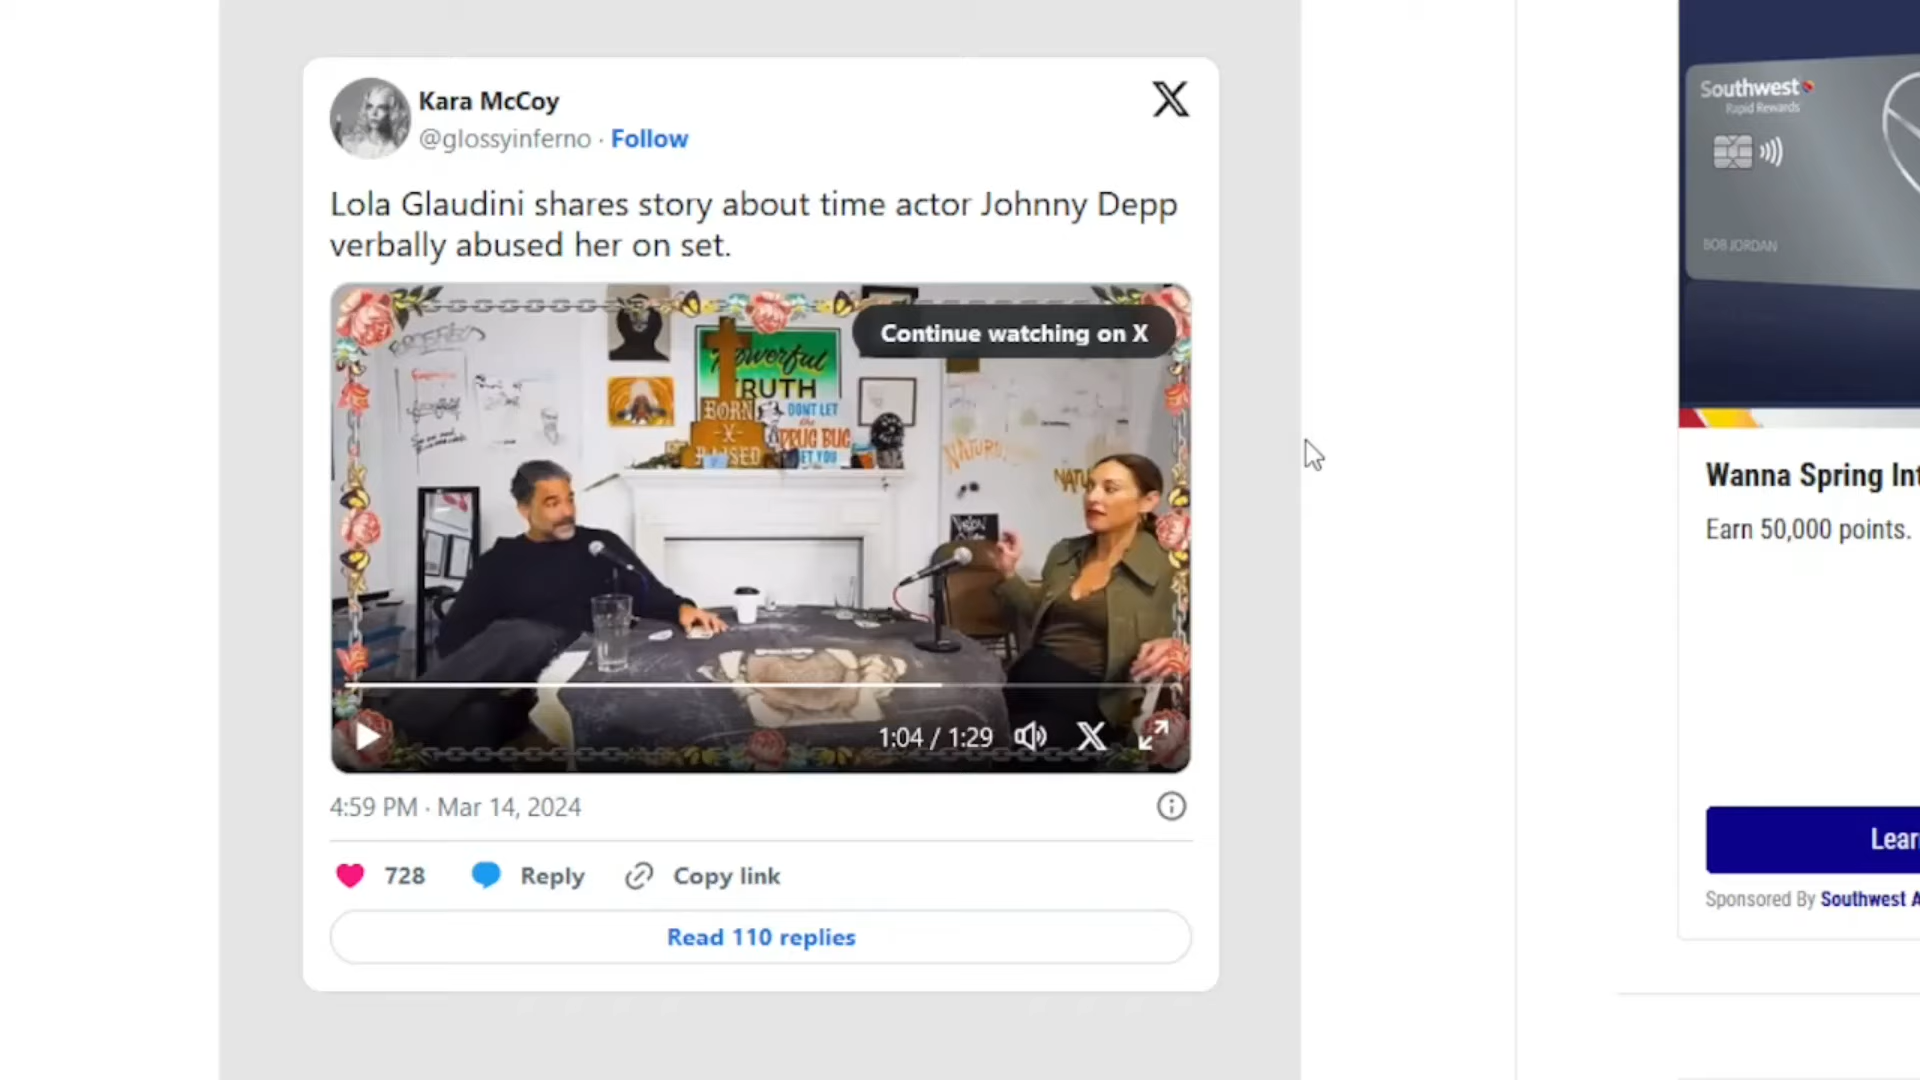 Kara McCoy
@glossyinferno · Follow
Lola Glaudini shares story about time actor Johnny Depp
verbally abused her on set.
Continue watching on X
Powerful
TRUTH
BORN
-X-
RAISED
DONT LET
the
DRUG BUG
GET YOU
1:04 / 1:29
4:59 PM · Mar 14, 2024
728
Reply
Copy link
Read 110 replies
Southwest
Rapid Rewards
BOB JORDAN
Wanna Spring Int
Earn 50,000 points.
Lear
Sponsored By Southwest A